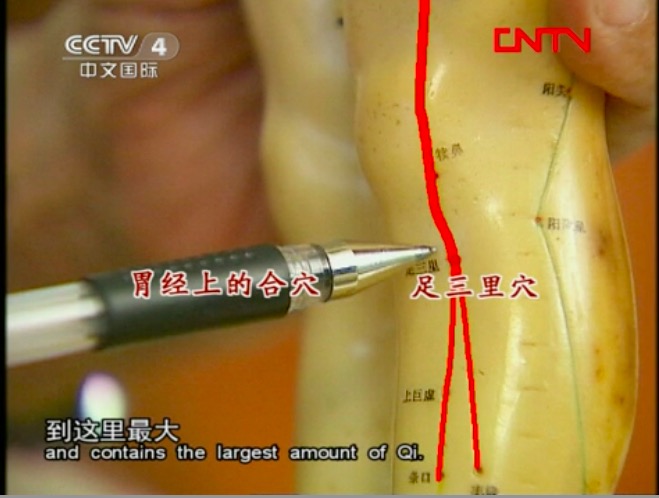 CCTV 4
中文国际
CNTV
犊鼻
胃经上的合穴
足三里穴
足三里
上巨虚
条口
到这里最大
and contains the largest amount of Qi.